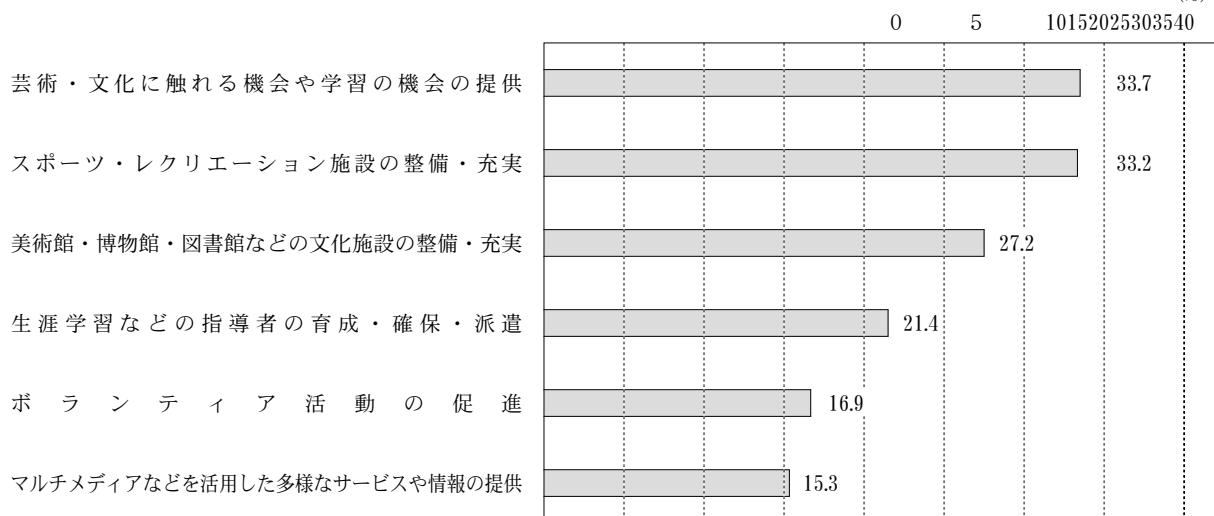 0 5 10152025303540
芸術・文化に触れる機会や学習の機会の提供 33.7
スポーツ・レクリエーション施設の整備・充実 33.2
美術館・博物館・図書館などの文化施設の整備・充実 27.2
生涯学習などの指導者の育成・確保・派遣 21.4
ボランティア活動の促進 16.9
マルチメディアなどを活用した多様なサービスや情報の提供 15.3